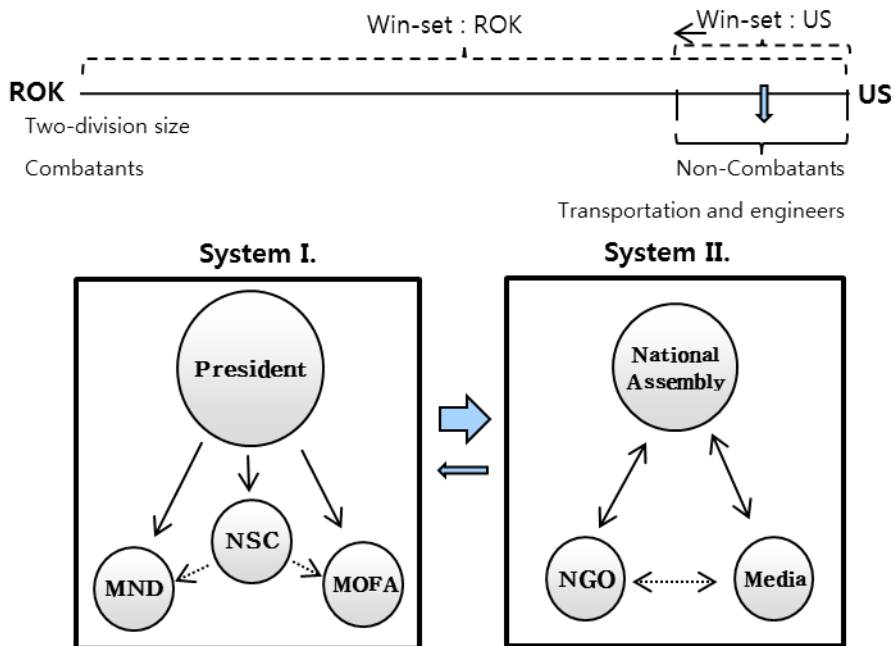 Win-set : ROK
Win-set : US
ROK
US
Two-division size
Combatants
Non-Combatants
Transportation and engineers
System I.
System II.
President
National
Assembly
NSC
MND
MOFA
NGO
Media